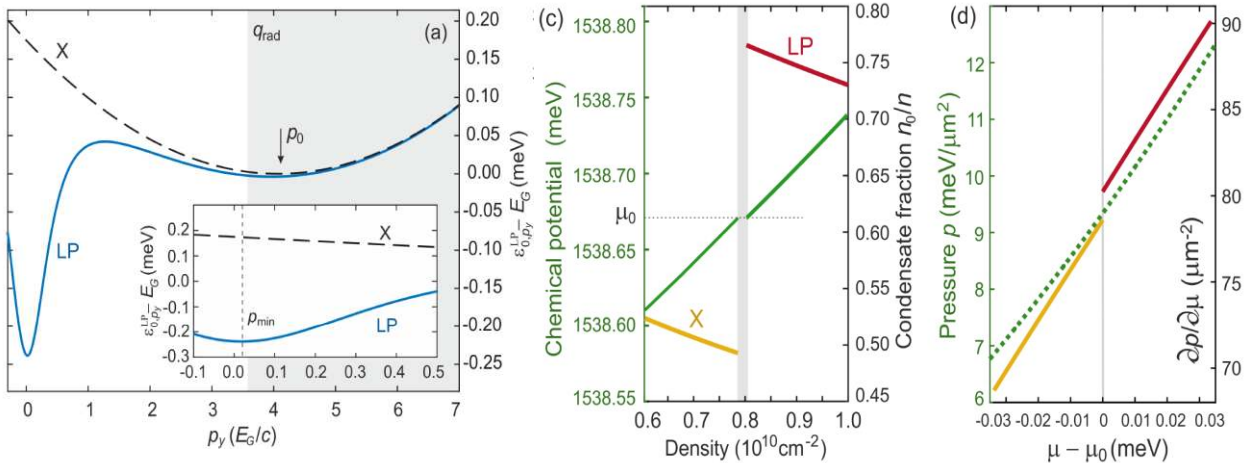 (a)
q_rad
X
p_0
LP
ε^LP_{0,p_y} – E_G (meV)
0.20
0.15
0.10
0.05
0.00
-0.05
-0.10
-0.15
-0.20
-0.25
0 1 2 3 4 5 6 7
p_y (E_G/c)
ε^LP_{0,p_y} – E_G (meV)
0.2
0.1
0.0
-0.1
-0.2
-0.3
X
p_min
LP
-0.1 0.0 0.1 0.2 0.3 0.4 0.5
(c)
Chemical potential (meV)
1538.80
1538.75
1538.70
μ_0
1538.65
1538.60
1538.55
LP
X
0.6 0.7 0.8 0.9 1.0
Density (10^10 cm^-2)
0.80
0.75
0.70
0.65
0.60
0.55
0.50
0.45
Condensate fraction n_0/n
(d)
Pressure p (meV/μm^2)
12
11
10
9
8
7
6
-0.03 -0.02 -0.01 0 0.01 0.02 0.03
μ – μ_0 (meV)
90
80
70
∂p/∂μ (μm^-2)